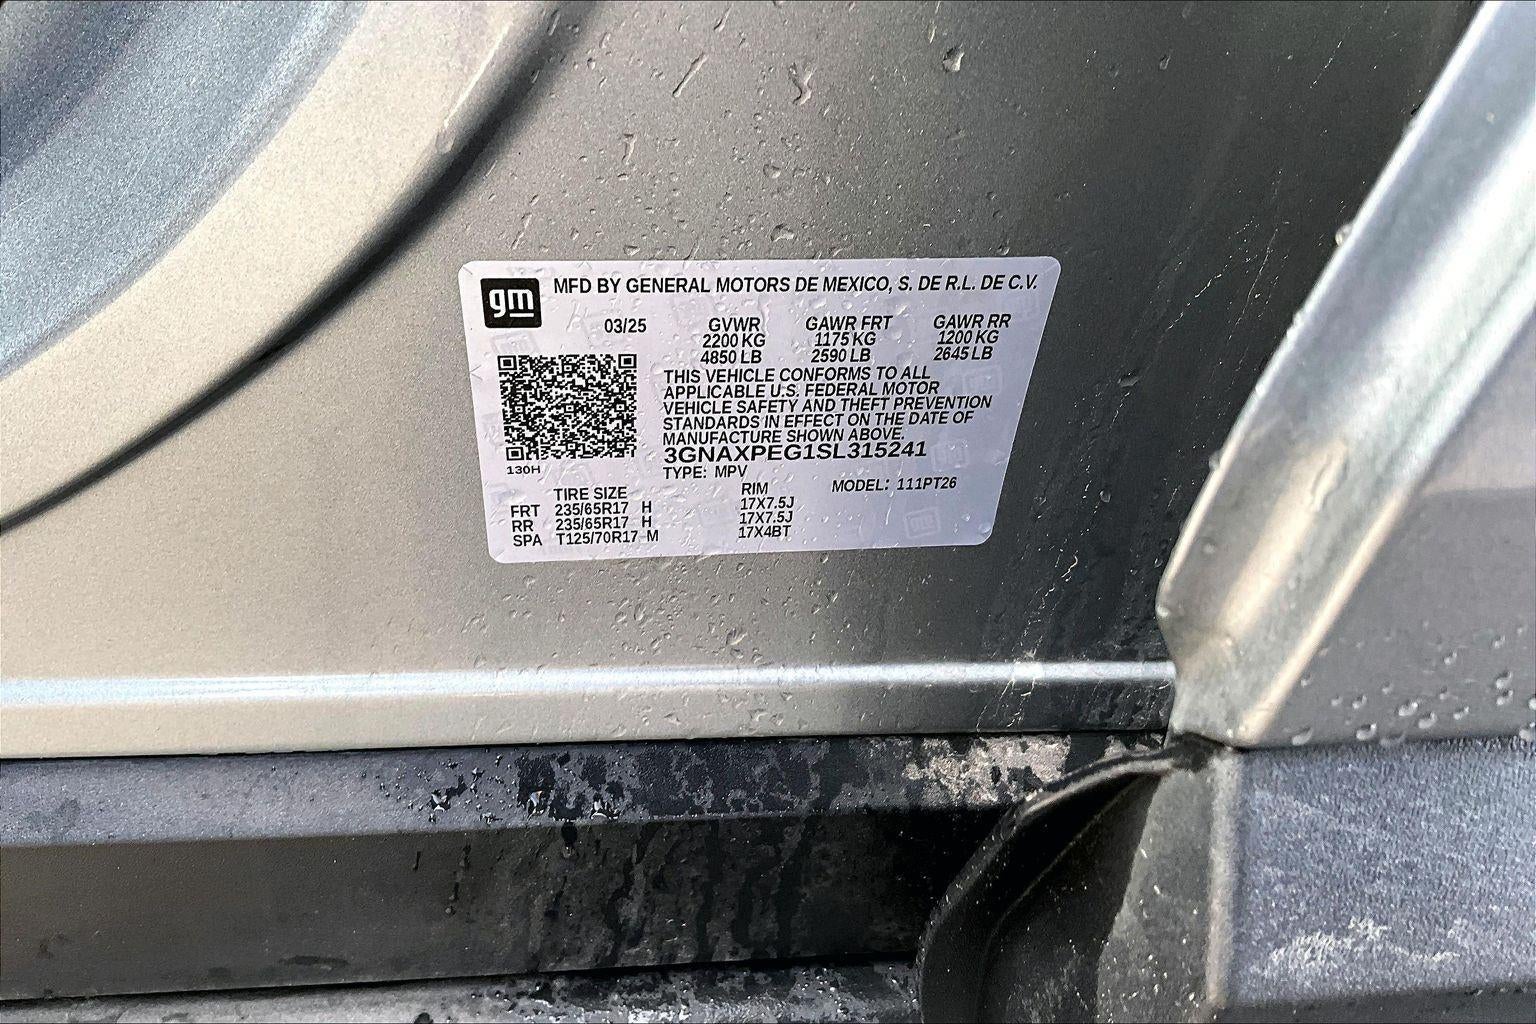 gm MFD BY GENERAL MOTORS DE MEXICO, S. DE R.L. DE C.V.
03/25 GVWR GAWR FRT GAWR RR
2200 KG 1175 KG 1200 KG
4850 LB 2590 LB 2645 LB
THIS VEHICLE CONFORMS TO ALL
APPLICABLE U.S. FEDERAL MOTOR
VEHICLE SAFETY AND THEFT PREVENTION
STANDARDS IN EFFECT ON THE DATE OF
MANUFACTURE SHOWN ABOVE.
3GNAXPEG1SL315241
130H
TYPE: MPV
MODEL: 111PT26
TIRE SIZE RIM
FRT 235/65R17 H 17X7.5J
RR 235/65R17 H 17X7.5J
SPA T125/70R17 M 17X4BT